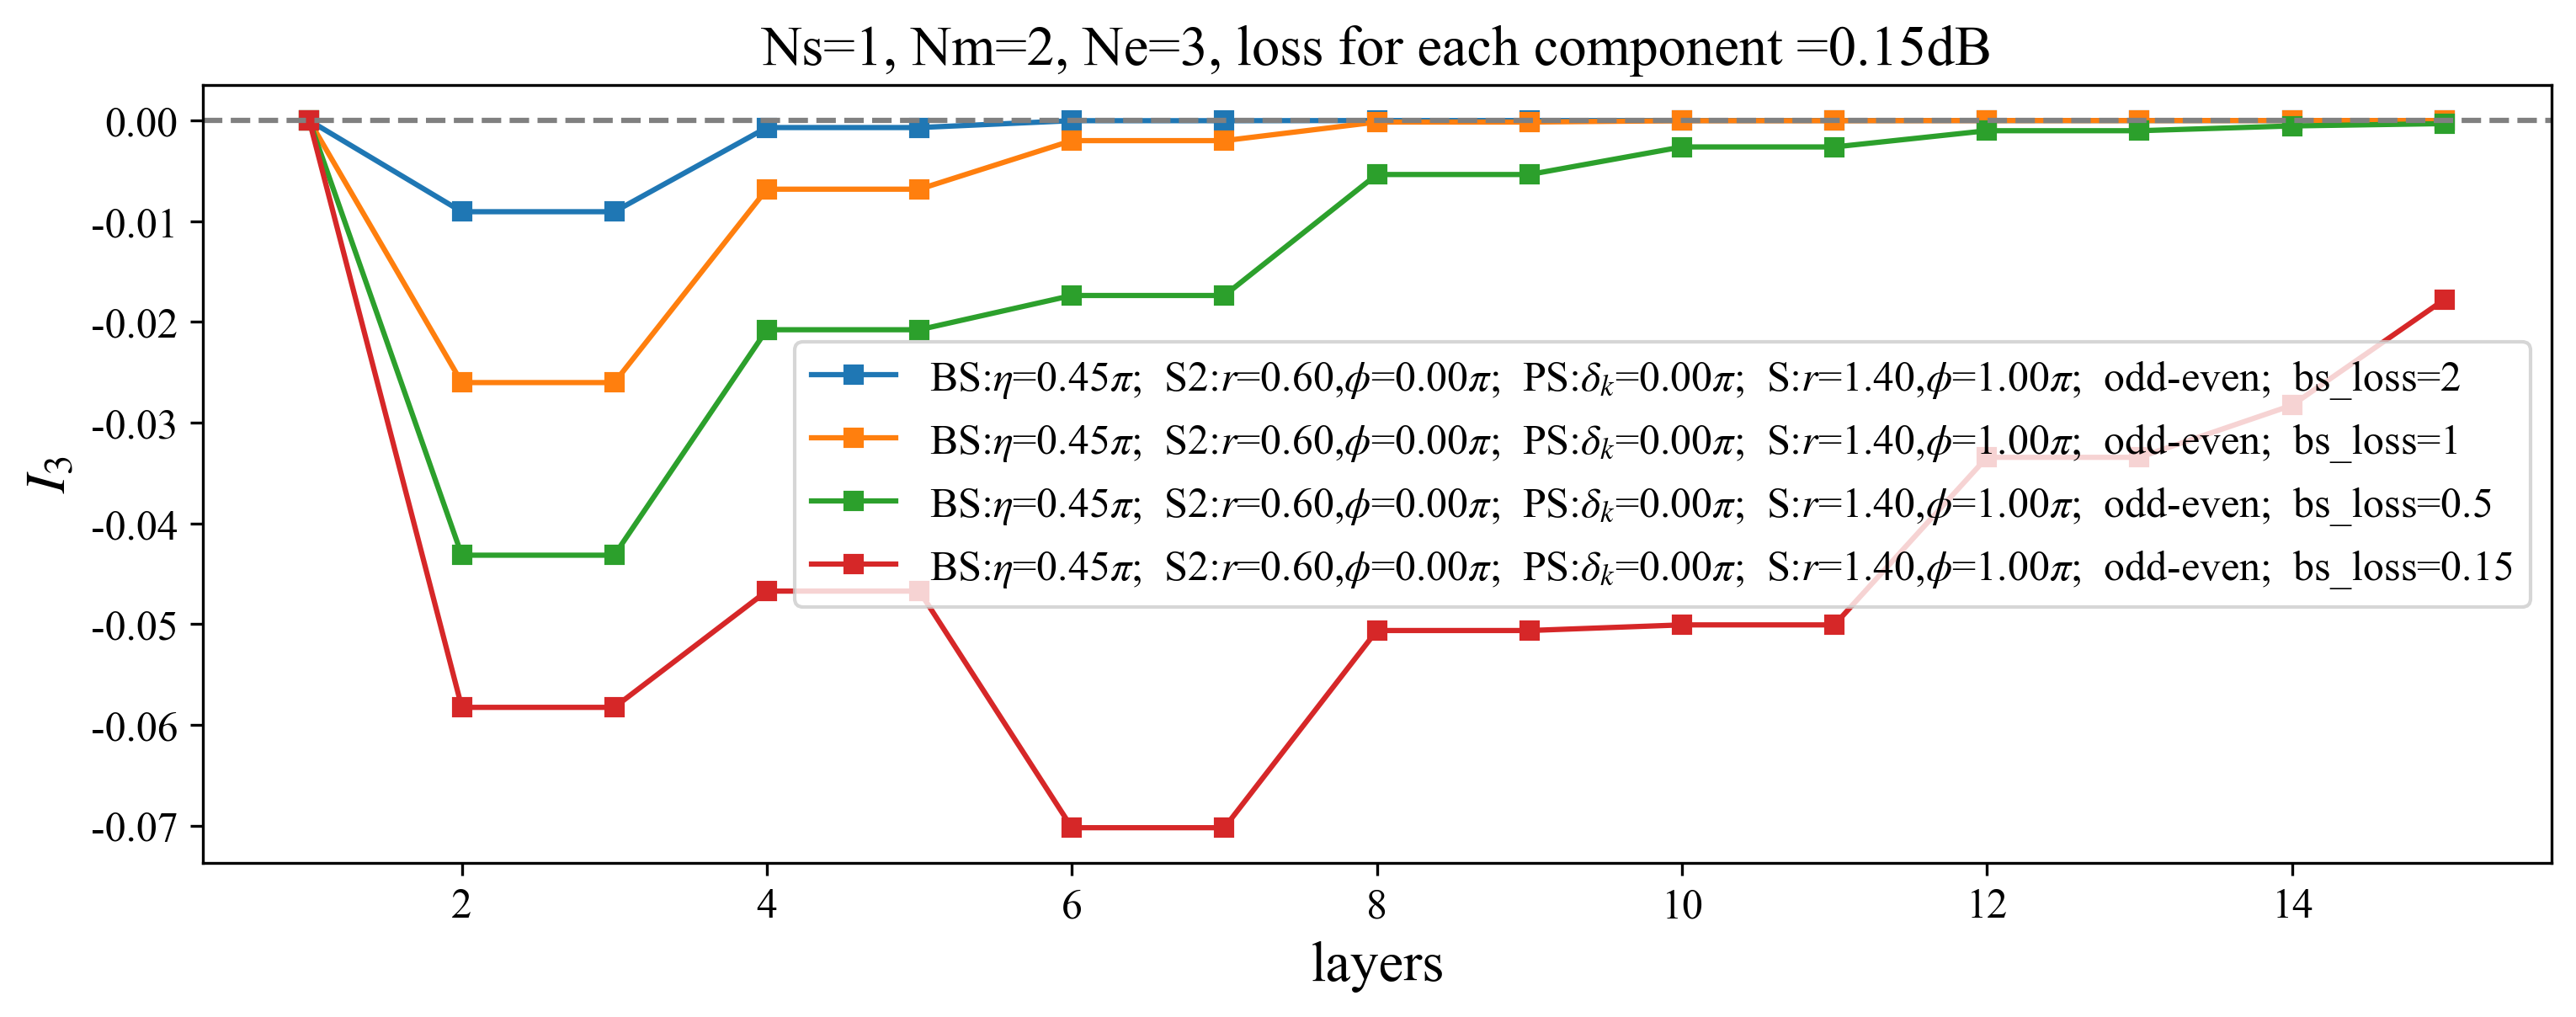 Ns=1, Nm=2, Ne=3, loss for each component =0.15dB
0.00
-0.01
-0.02
-0.03
-0.04
-0.05
-0.06
-0.07
I₃
BS:η=0.45π; S2:r=0.60,ϕ=0.00π; PS:δₖ=0.00π; S:r=1.40,ϕ=1.00π; odd-even; bs_loss=2
BS:η=0.45π; S2:r=0.60,ϕ=0.00π; PS:δₖ=0.00π; S:r=1.40,ϕ=1.00π; odd-even; bs_loss=1
BS:η=0.45π; S2:r=0.60,ϕ=0.00π; PS:δₖ=0.00π; S:r=1.40,ϕ=1.00π; odd-even; bs_loss=0.5
BS:η=0.45π; S2:r=0.60,ϕ=0.00π; PS:δₖ=0.00π; S:r=1.40,ϕ=1.00π; odd-even; bs_loss=0.15
2 4 6 8 10 12 14
layers